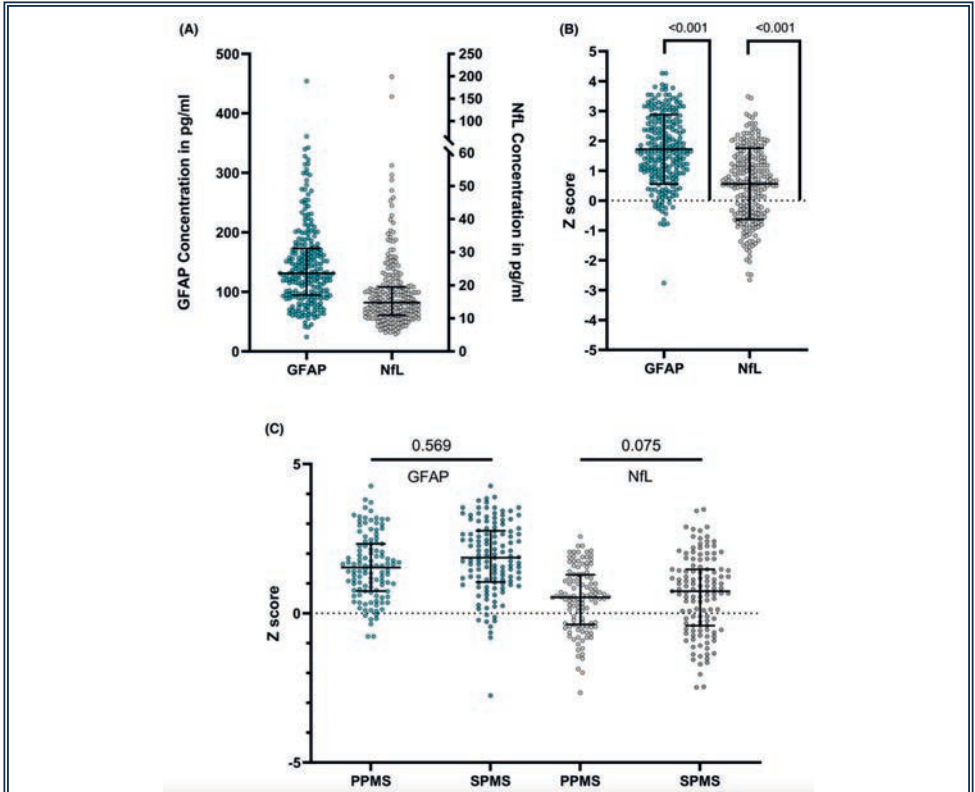 (A)
500
400
300
200
100
0
GFAP Concentration in pg/ml
250
200
150
100
60
50
40
30
20
10
0
NfL Concentration in pg/ml
GFAP
NfL
(B)
<0.001
<0.001
5
4
3
2
1
0
-1
-2
-3
-4
-5
Z score
GFAP
NfL
(C)
0.569
0.075
GFAP
NfL
5
0
-5
Z score
PPMS
SPMS
PPMS
SPMS